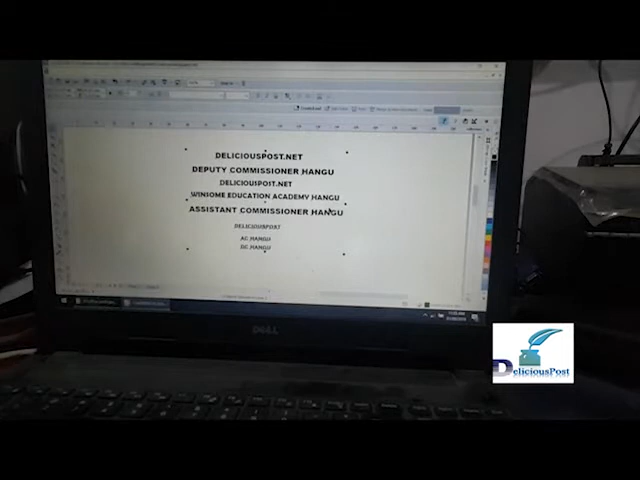 DELICIOUSPOST.NET
DEPUTY COMMISSIONER HANGU
DELICIOUSPOST.NET
WINSOME EDUCATION ACADEMY HANGU
ASSISTANT COMMISSIONER HANGU
DELICIOUSPOST
AC HANGU
DC HANGU
DELL
DeliciousPost